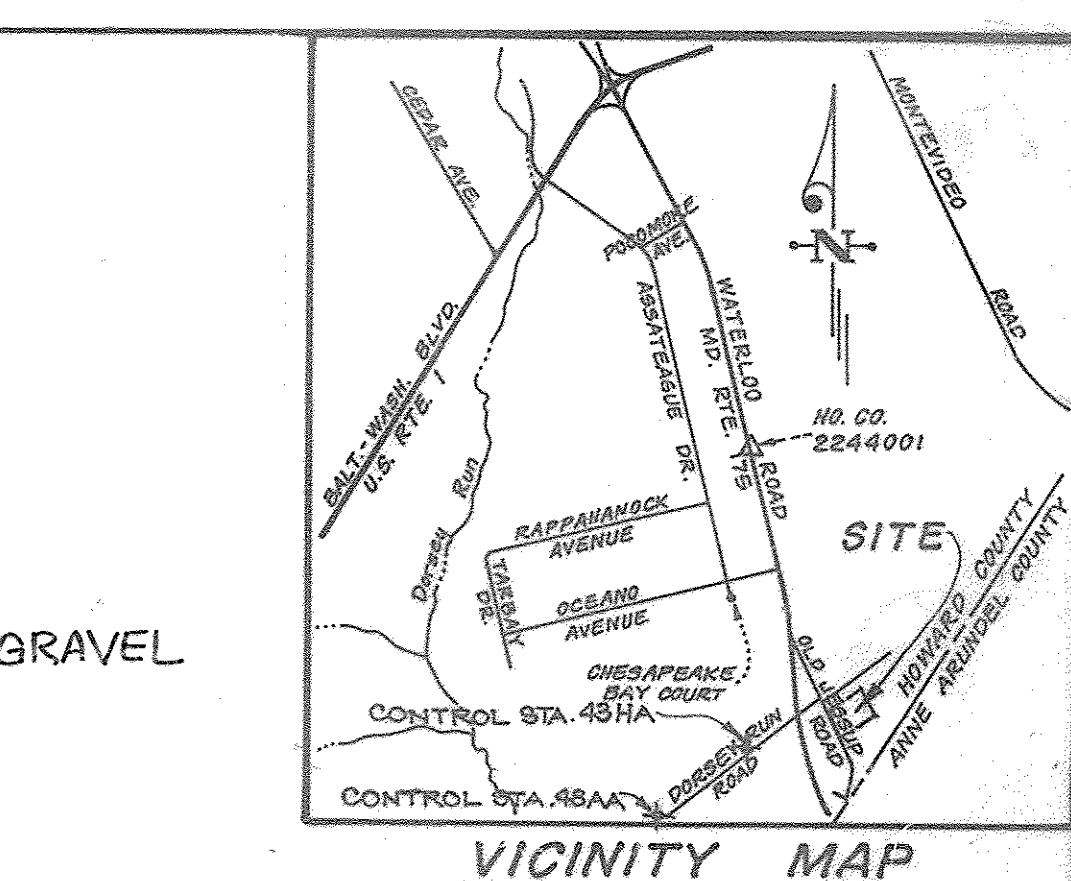 CEDAR AVE.
MONTEVIDEO
ROAD
POCOMOKE
AVE.
N
BALT.-WASH. BLVD.
U.S. RTE. 1
ASSATEAGUE DR.
WATERLOO
MD. RTE. 175
ROAD
HO. CO.
2244001
Dorsey Run
RAPPAHANOCK
AVENUE
SITE
TARBAY
DR.
OCEANO
AVENUE
HOWARD COUNTY
ANNE ARUNDEL COUNTY
GRAVEL
CHESAPEAKE
BAY COURT
OLD JESSUP
ROAD
CONTROL STA. 43HA
DORSEY RUN
ROAD
CONTROL STA. 48AA
VICINITY MAP